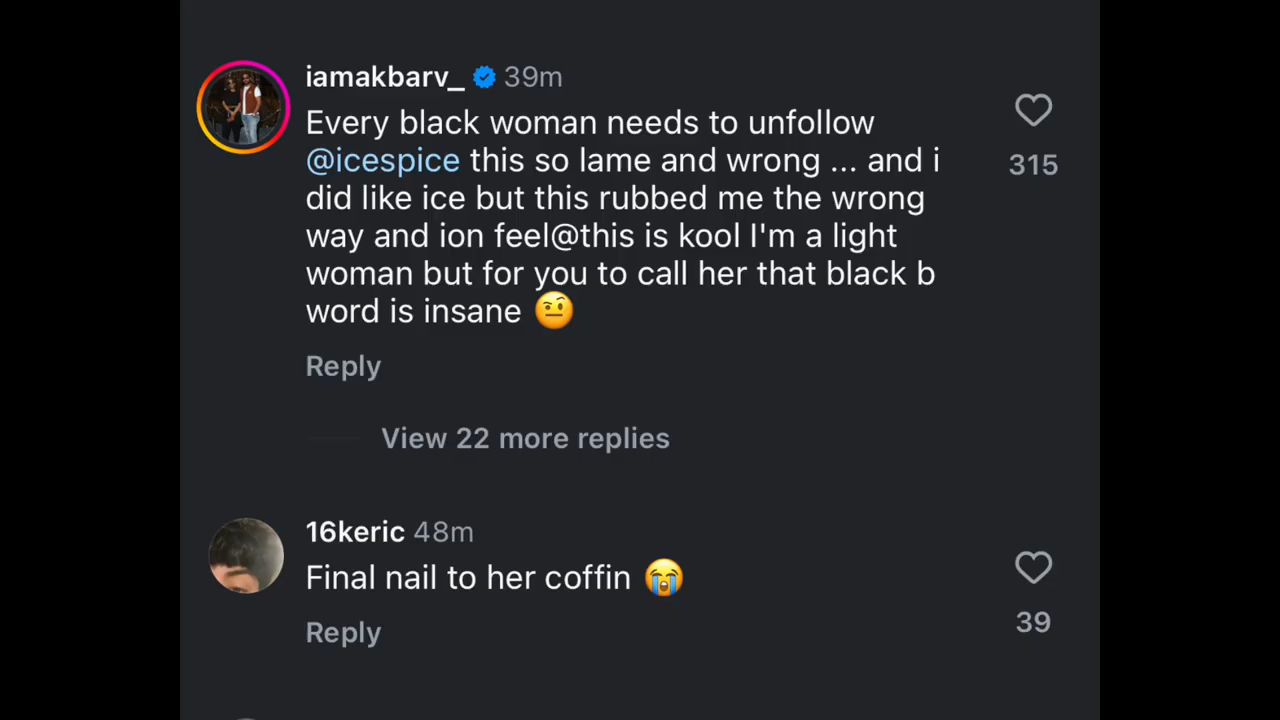 iamakbarv_ 39m
Every black woman needs to unfollow
@icespice this so lame and wrong ... and i
did like ice but this rubbed me the wrong
way and ion feel@this is kool I'm a light
woman but for you to call her that black b
word is insane 🤨
315
Reply
View 22 more replies
16keric 48m
Final nail to her coffin 😭
39
Reply